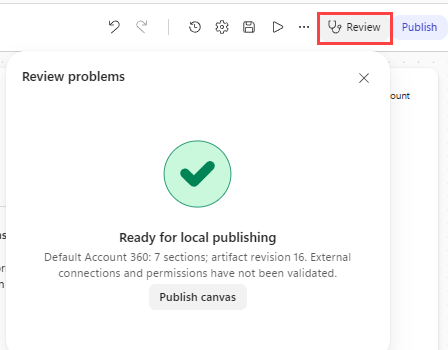 Review
Publish
Review problems
ount
Ready for local publishing
Default Account 360: 7 sections; artifact revision 16. External
connections and permissions have not been validated.
Publish canvas